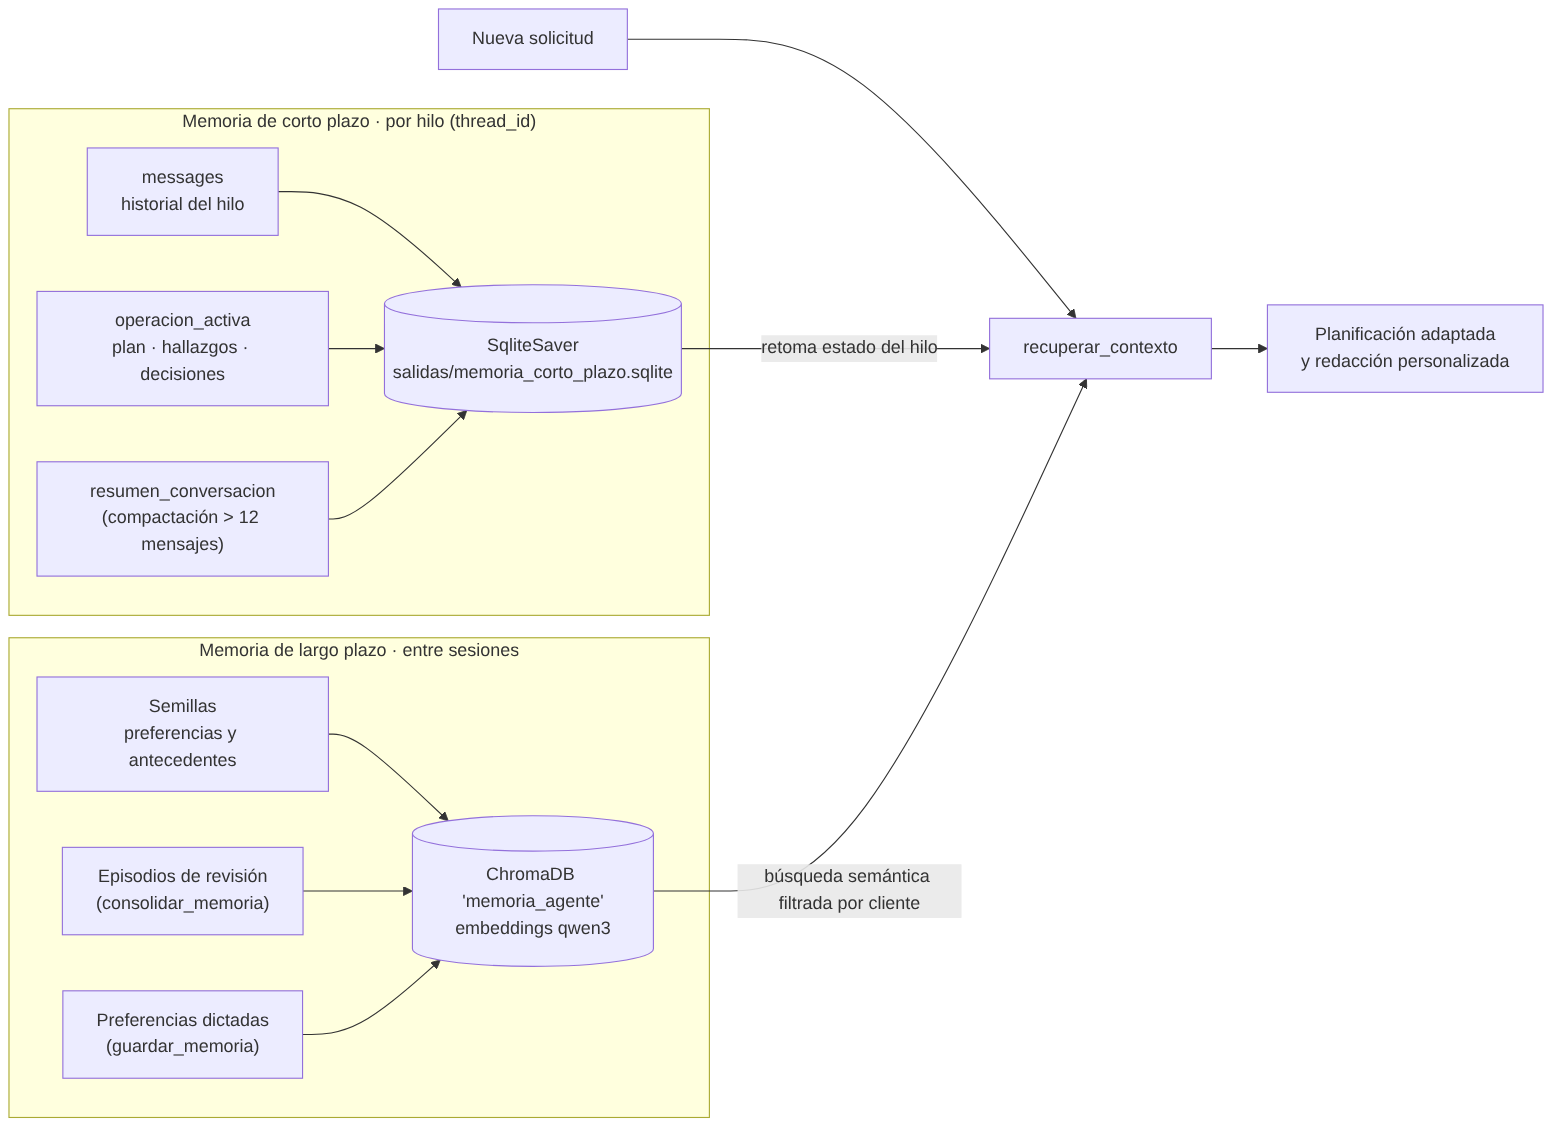 Nueva solicitud
Memoria de corto plazo · por hilo (thread_id)
messages
historial del hilo
operacion_activa
plan · hallazgos ·
decisiones
resumen_conversacion
(compactación > 12
mensajes)
SqliteSaver
salidas/memoria_corto_plazo.sqlite
retoma estado del hilo
recuperar_contexto
Planificación adaptada
y redacción personalizada
Memoria de largo plazo · entre sesiones
Semillas
preferencias y
antecedentes
Episodios de revisión
(consolidar_memoria)
Preferencias dictadas
(guardar_memoria)
ChromaDB
'memoria_agente'
embeddings qwen3
búsqueda semántica
filtrada por cliente